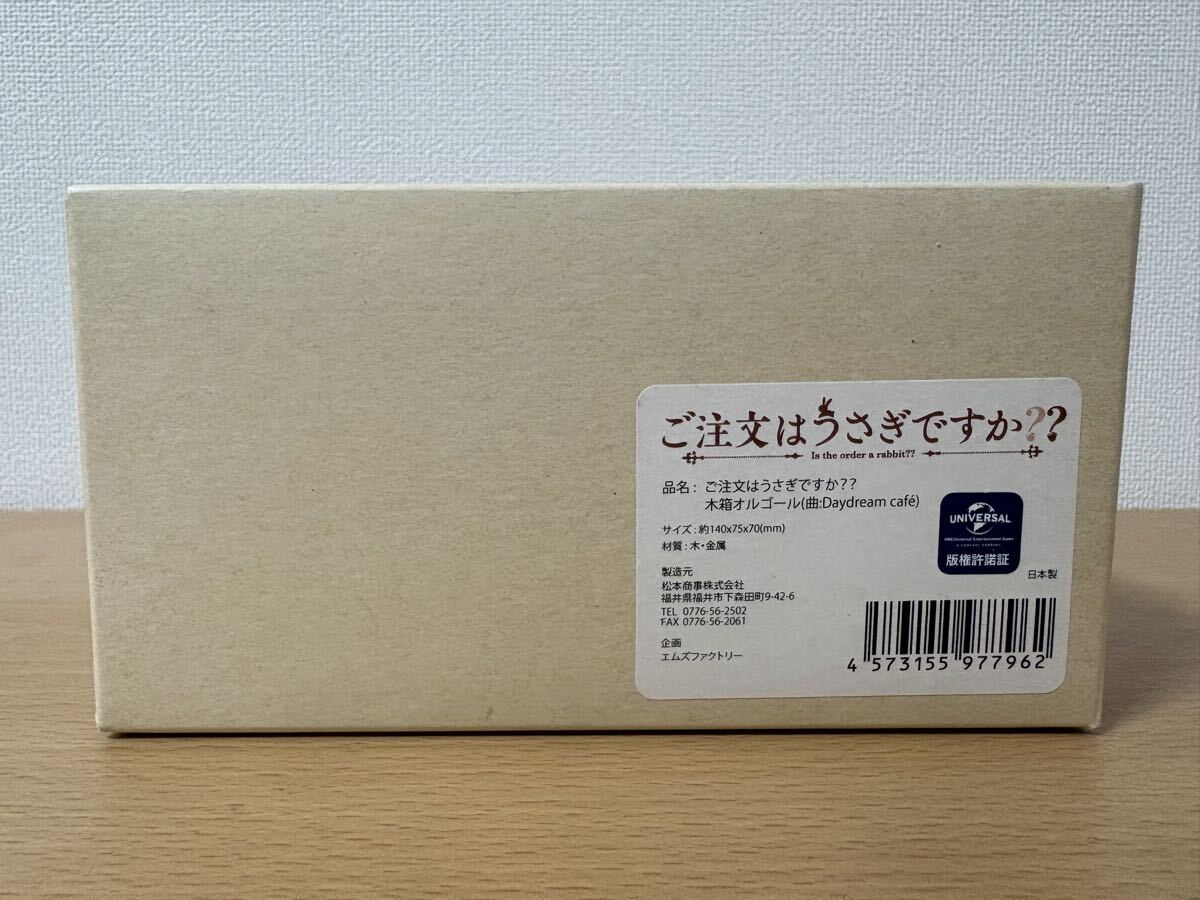 ご注文はうさぎですか??
Is the order a rabbit??
品名: ご注文はうさぎですか??
木箱オルゴール(曲:Daydream café)
サイズ:約140x75x70(mm)
材質:木・金属
製造元
松本商事株式会社
福井県福井市下森田町9-42-6
TEL 0776-56-2502
FAX 0776-56-2061
企画
エムズファクトリー
UNIVERSAL
NBCUniversal Entertainment Japan
版権許諾証
日本製
4 573155 977962